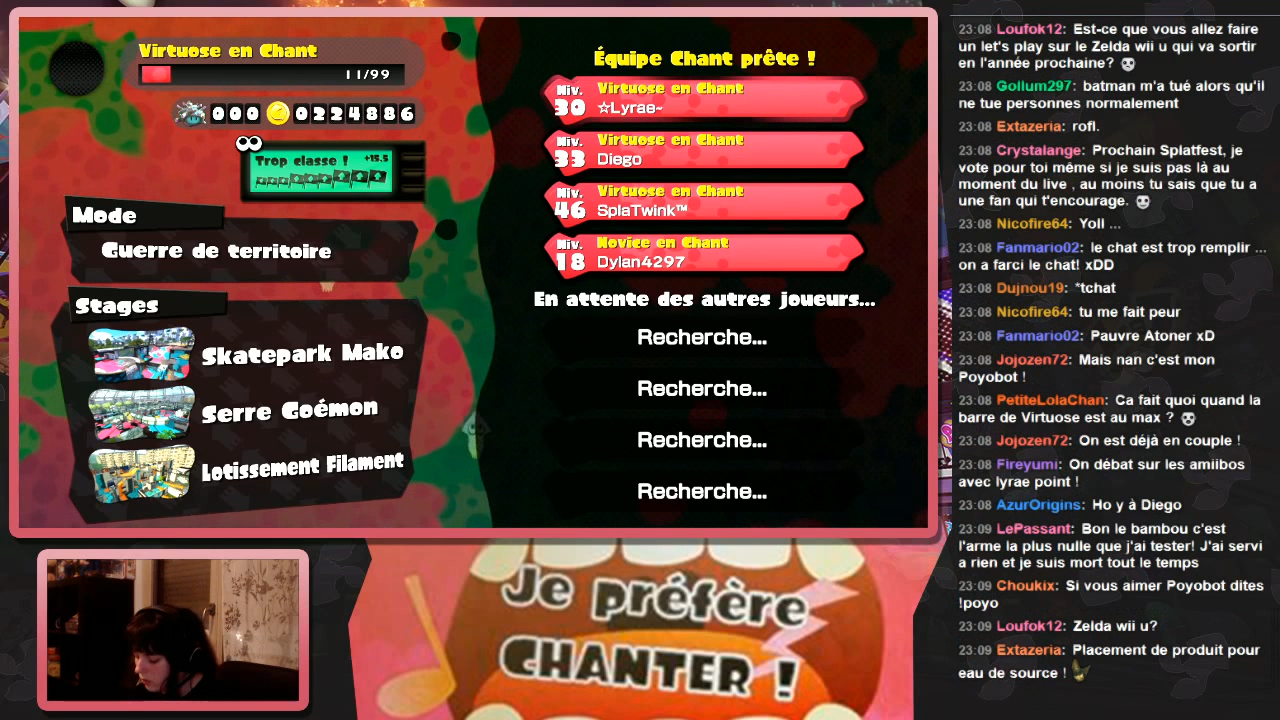 Virtuose en Chant
11/99
000 0224886
Trop classe ! +15.5
Mode
Guerre de territoire
Stages
Skatepark Mako
Serre Goémon
Lotissement Filament
Équipe Chant prête !
Niv. 30 Virtuose en Chant
☆Lyrae~
Niv. 33 Virtuose en Chant
Diego
Niv. 46 Virtuose en Chant
SplaTwink™
Niv. 18 Novice en Chant
Dylan4297
En attente des autres joueurs...
Recherche...
Recherche...
Recherche...
Recherche...
Je préfère
CHANTER !
23:08 Loufok12: Est-ce que vous allez faire
un let's play sur le Zelda wii u qui va sortir
en l'année prochaine?
23:08 Gollum297: batman m'a tué alors qu'il
ne tue personnes normalement
23:08 Extazeria: rofl.
23:08 Crystalange: Prochain Splatfest, je
vote pour toi même si je suis pas là au
moment du live , au moins tu sais que tu a
une fan qui t'encourage.
23:08 Nicofire64: Yoll ...
23:08 Fanmario02: le chat est trop remplir ...
on a farci le chat! xDD
23:08 Dujnou19: *tchat
23:08 Nicofire64: tu me fait peur
23:08 Fanmario02: Pauvre Atoner xD
23:08 Jojozen72: Mais nan c'est mon
Poyobot !
23:08 PetiteLolaChan: Ca fait quoi quand la
barre de Virtuose est au max ?
23:08 Jojozen72: On est déjà en couple !
23:08 Fireyumi: On débat sur les amiibos
avec lyrae point !
23:09 AzurOrigins: Ho y à Diego
23:09 LePassant: Bon le bambou c'est
l'arme la plus nulle que j'ai tester! J'ai servi
a rien et je suis mort tout le temps
23:09 Choukix: Si vous aimer Poyobot dites
!poyo
23:09 Loufok12: Zelda wii u?
23:09 Extazeria: Placement de produit pour
eau de source !